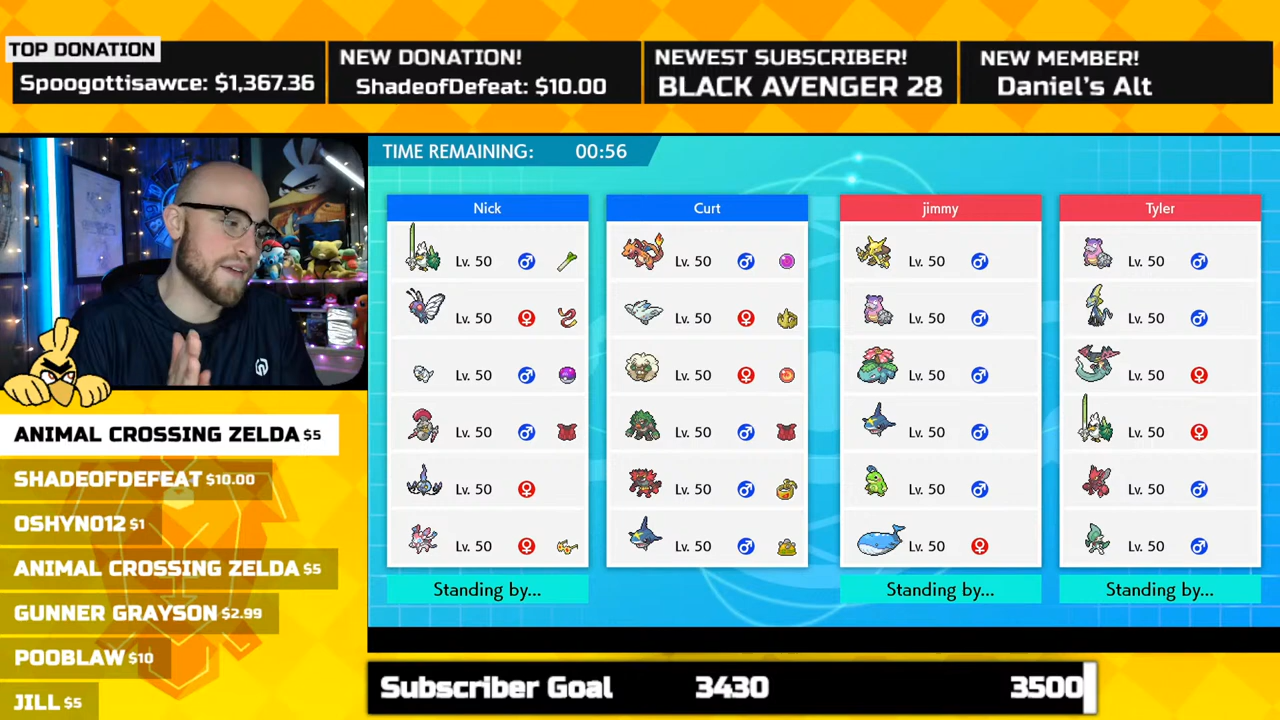 TOP DONATION
Spoogottisawce: $1,367.36
NEW DONATION!
ShadeofDefeat: $10.00
NEWEST SUBSCRIBER!
BLACK AVENGER 28
NEW MEMBER!
Daniel's Alt
TIME REMAINING: 00:56
Nick
Lv. 50
Lv. 50
Lv. 50
Lv. 50
Lv. 50
Lv. 50
Standing by...
Curt
Lv. 50
Lv. 50
Lv. 50
Lv. 50
Lv. 50
Lv. 50
jimmy
Lv. 50
Lv. 50
Lv. 50
Lv. 50
Lv. 50
Lv. 50
Standing by...
Tyler
Lv. 50
Lv. 50
Lv. 50
Lv. 50
Lv. 50
Lv. 50
Standing by...
ANIMAL CROSSING ZELDA $5
SHADEOFDEFEAT $10.00
OSHYNO12 $1
ANIMAL CROSSING ZELDA $5
GUNNER GRAYSON $2.99
POOBLAW $10
JILL $5
Subscriber Goal 3430 3500